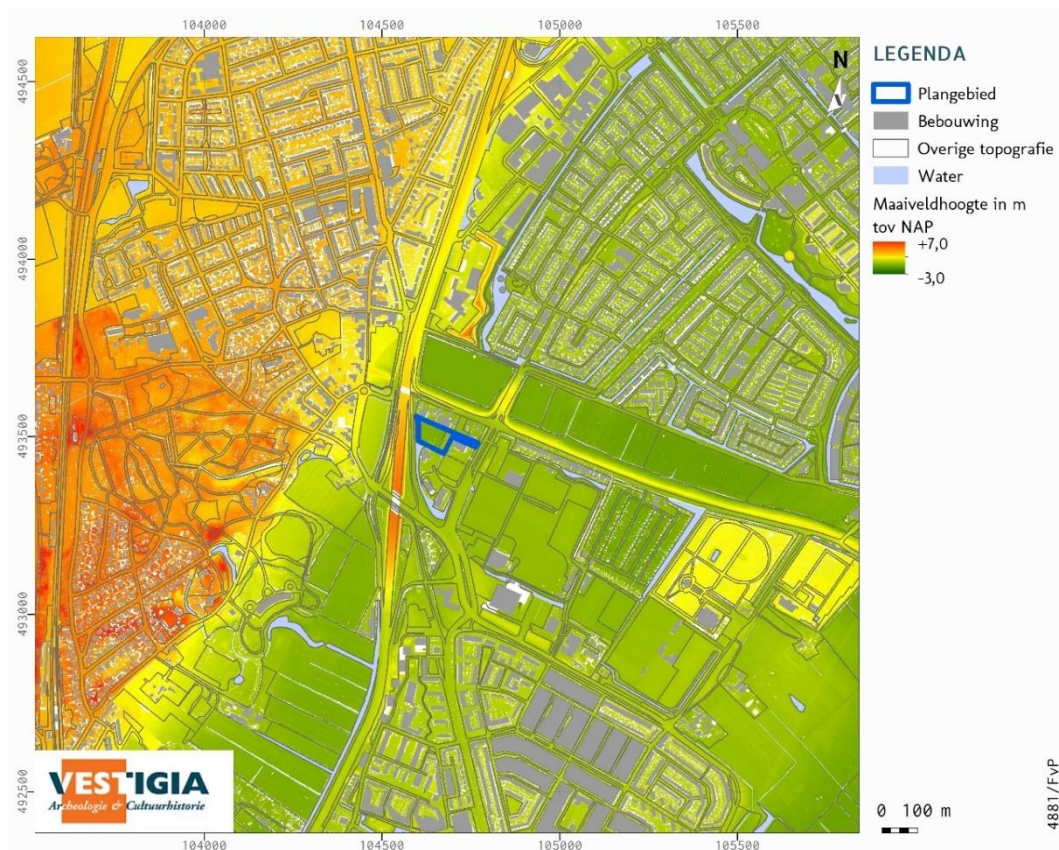 104000 104500 105000 105500
494500
494000
493500
493000
492500
N
LEGENDA
Plangebied
Bebouwing
Overige topografie
Water
Maaiveldhoogte in m
tov NAP
+7,0
-3,0
VESTIGIA
Archeologie & Cultuurhistorie
0 100 m
4881/FvP
104000 104500 105000 105500